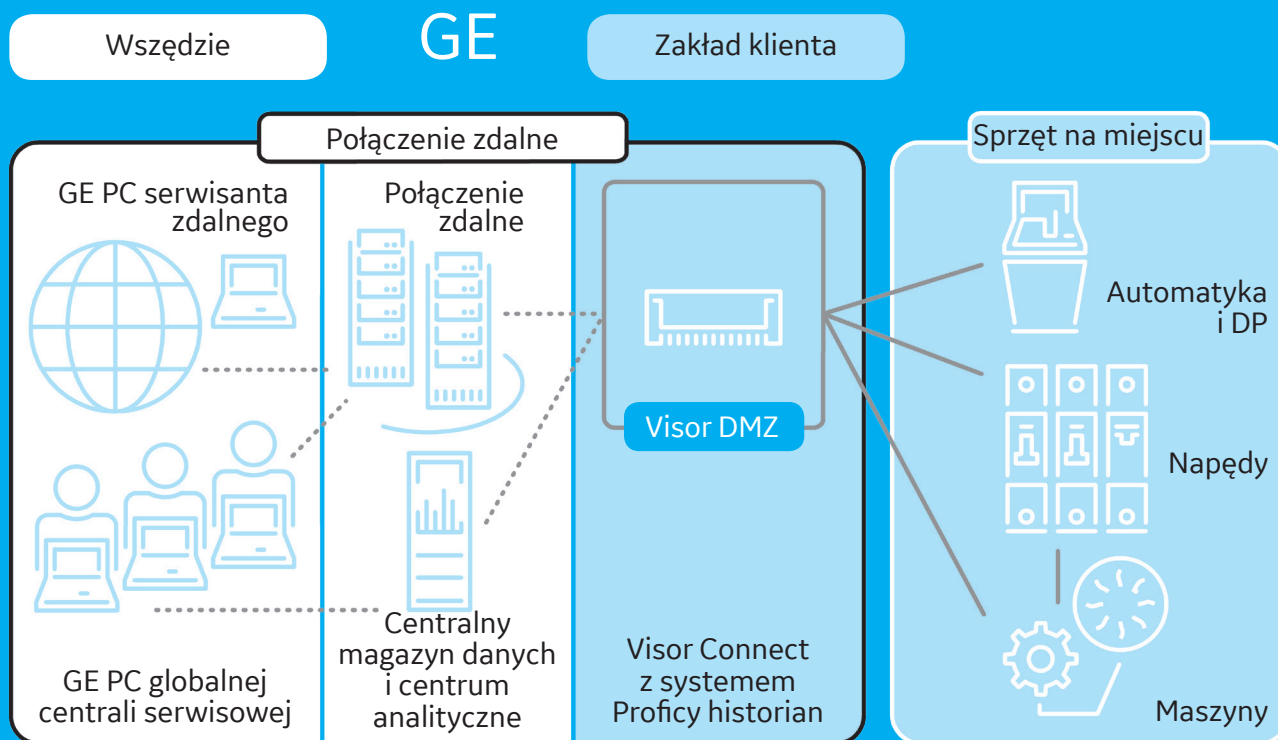 Wszędzie
GE
Zakład klienta
Połączenie zdalne
Sprzęt na miejscu
GE PC serwisanta
zdalnego
Połączenie
zdalne
Automatyka
i DP
Visor DMZ
Napędy
GE PC globalnej
centrali serwisowej
Centralny
magazyn danych
i centrum
analityczne
Visor Connect
z systemem
Proficy historian
Maszyny